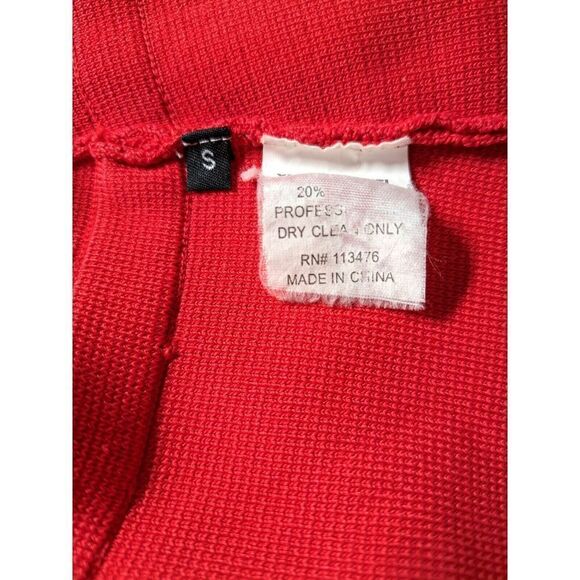 S
20%
PROFESS
DRY CLEAN ONLY
RN# 113476
MADE IN CHINA